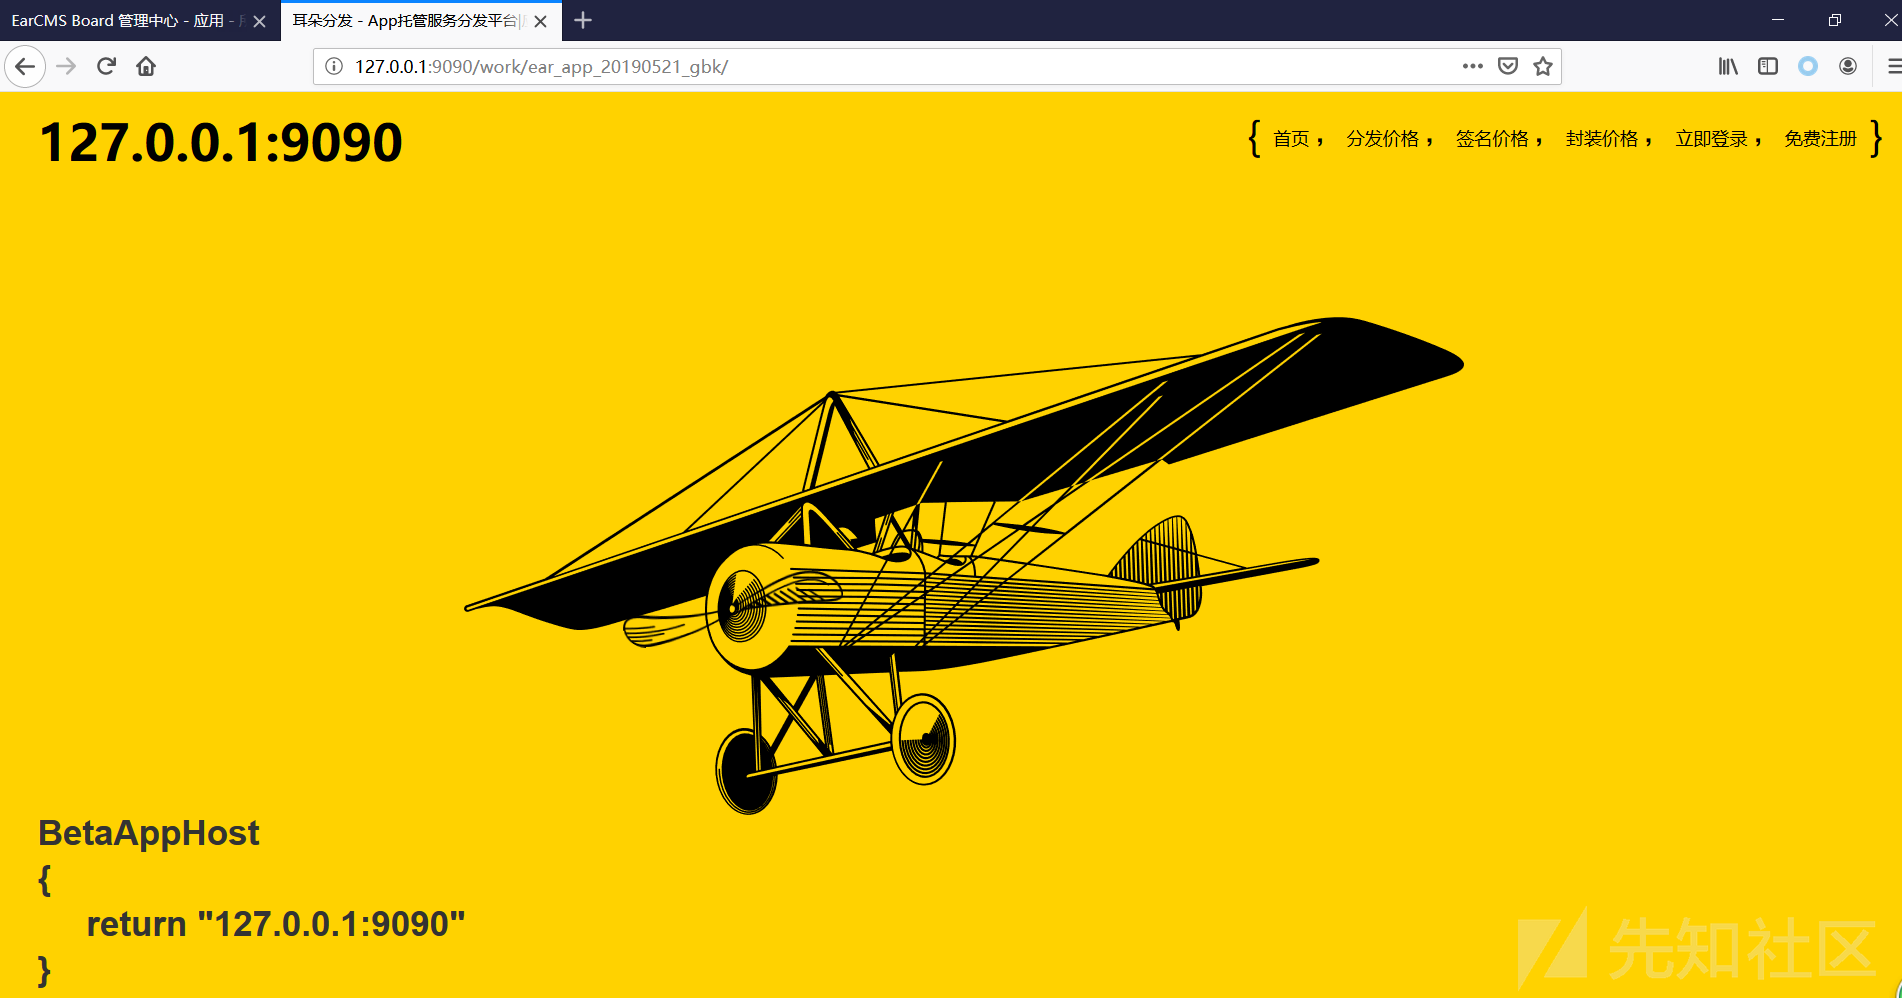 EarCMS Board 管理中心 - 应用 -
耳朵分发 - App托管服务分发平台|
127.0.0.1:9090/work/ear_app_20190521_gbk/
127.0.0.1:9090
{ 首页 , 分发价格 , 签名价格 , 封装价格 , 立即登录 , 免费注册 }
BetaAppHost
{
return "127.0.0.1:9090"
}
先知社区